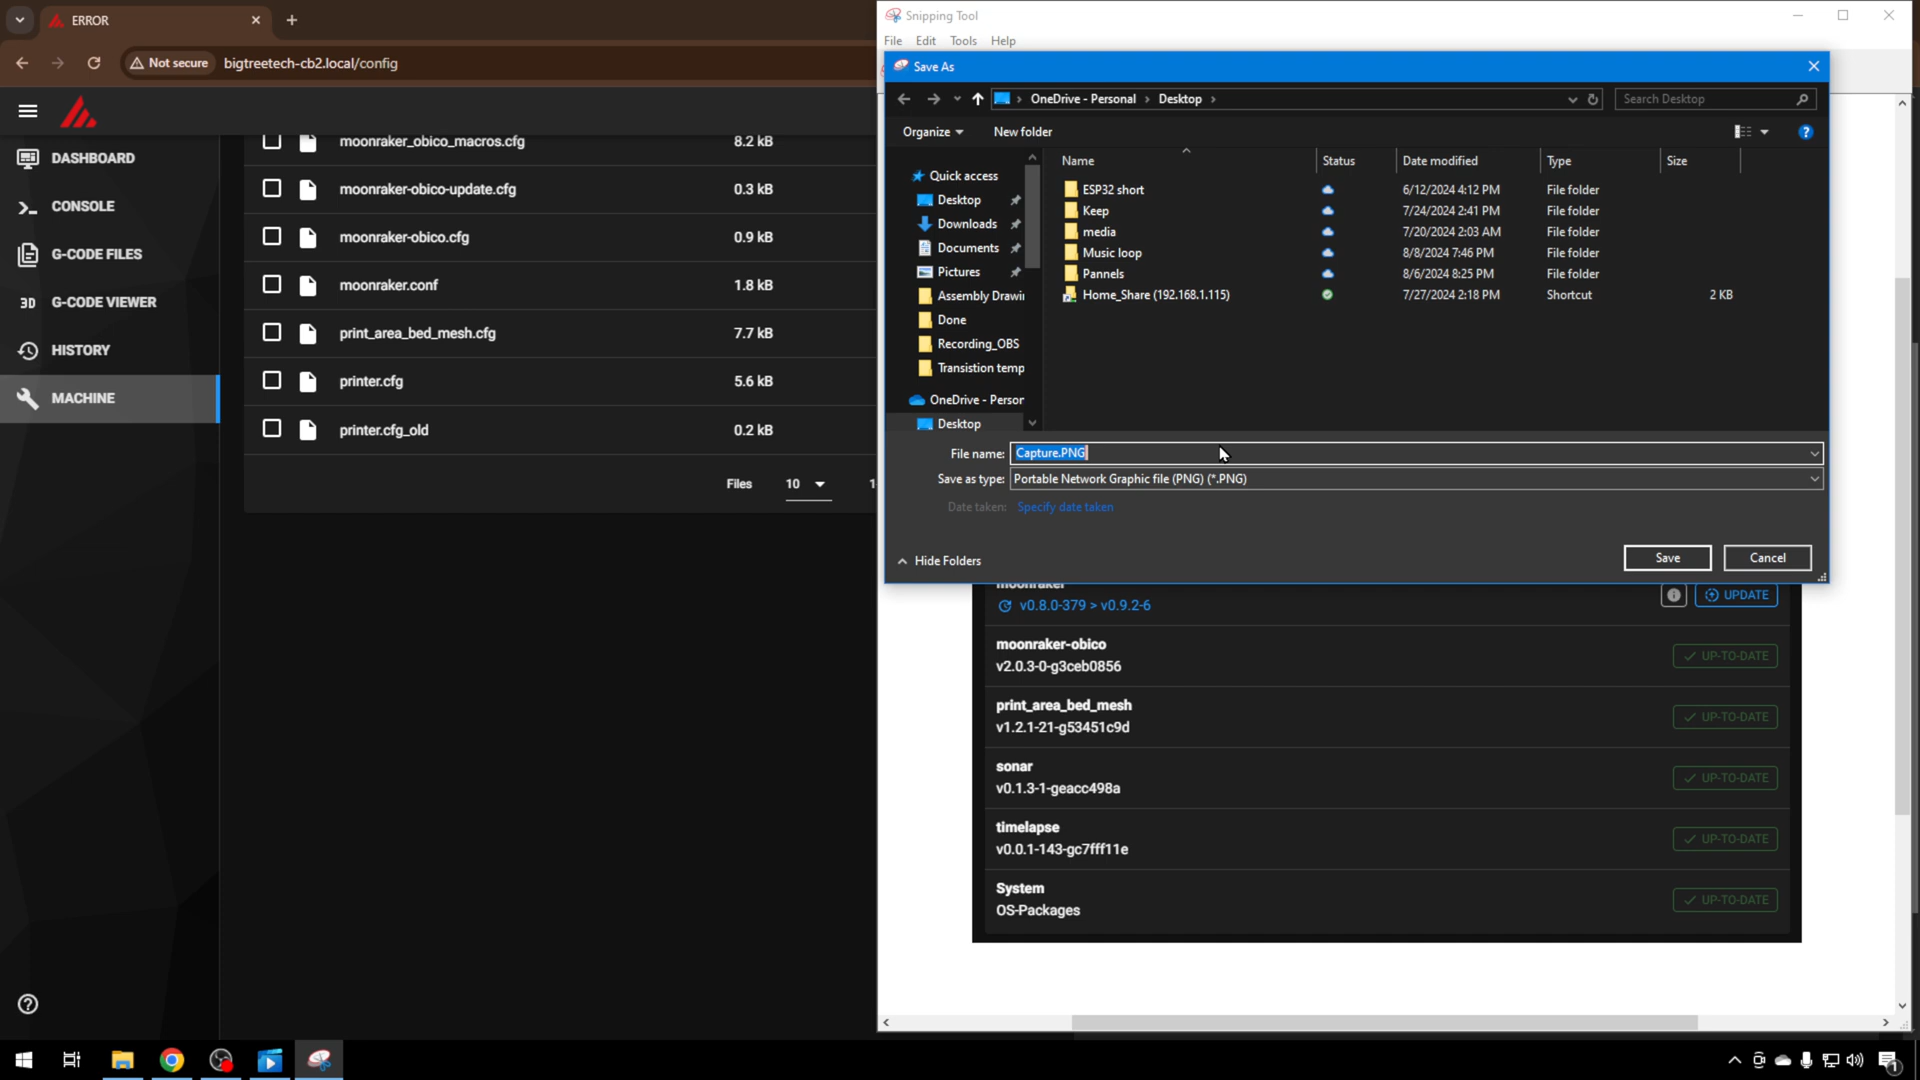 ERROR
Not secure
bigtreetech-cb2.local/config
DASHBOARD
CONSOLE
G-CODE FILES
3D G-CODE VIEWER
HISTORY
MACHINE
moonraker_obico_macros.cfg 8.2 kB
moonraker-obico-update.cfg 0.3 kB
moonraker-obico.cfg 0.9 kB
moonraker.conf 1.8 kB
print_area_bed_mesh.cfg 7.7 kB
printer.cfg 5.6 kB
printer.cfg_old 0.2 kB
Files 10
Snipping Tool
File Edit Tools Help
Save As
OneDrive - Personal > Desktop >
Search Desktop
Organize New folder
Quick access
Desktop
Downloads
Documents
Pictures
Assembly Drawi
Done
Recording_OBS
Transistion temp
OneDrive - Person
Desktop
Name Status Date modified Type Size
ESP32 short 6/12/2024 4:12 PM File folder
Keep 7/24/2024 2:41 PM File folder
media 7/20/2024 2:03 AM File folder
Music loop 8/8/2024 7:46 PM File folder
Pannels 8/6/2024 8:25 PM File folder
Home_Share (192.168.1.115) 7/27/2024 2:18 PM Shortcut 2 KB
File name: Capture.PNG
Save as type: Portable Network Graphic file (PNG) (*.PNG)
Date taken: Specify date taken
Hide Folders
Save Cancel
moonraker
v0.8.0-379 > v0.9.2-6
UPDATE
moonraker-obico
v2.0.3-0-g3ceb0856
UP-TO-DATE
print_area_bed_mesh
v1.2.1-21-g53451c9d
UP-TO-DATE
sonar
v0.1.3-1-geacc498a
UP-TO-DATE
timelapse
v0.0.1-143-gc7fff11e
UP-TO-DATE
System
OS-Packages
UP-TO-DATE
1